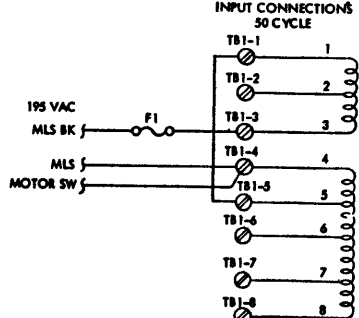 INPUT CONNECTIONS
50 CYCLE
TB1-1
1
TB1-2
2
195 VAC
F1
MLS BK
TB1-3
3
TB1-4
MLS
4
MOTOR SW
TB1-5
5
TB1-6
6
TB1-7
7
TB1-8
8